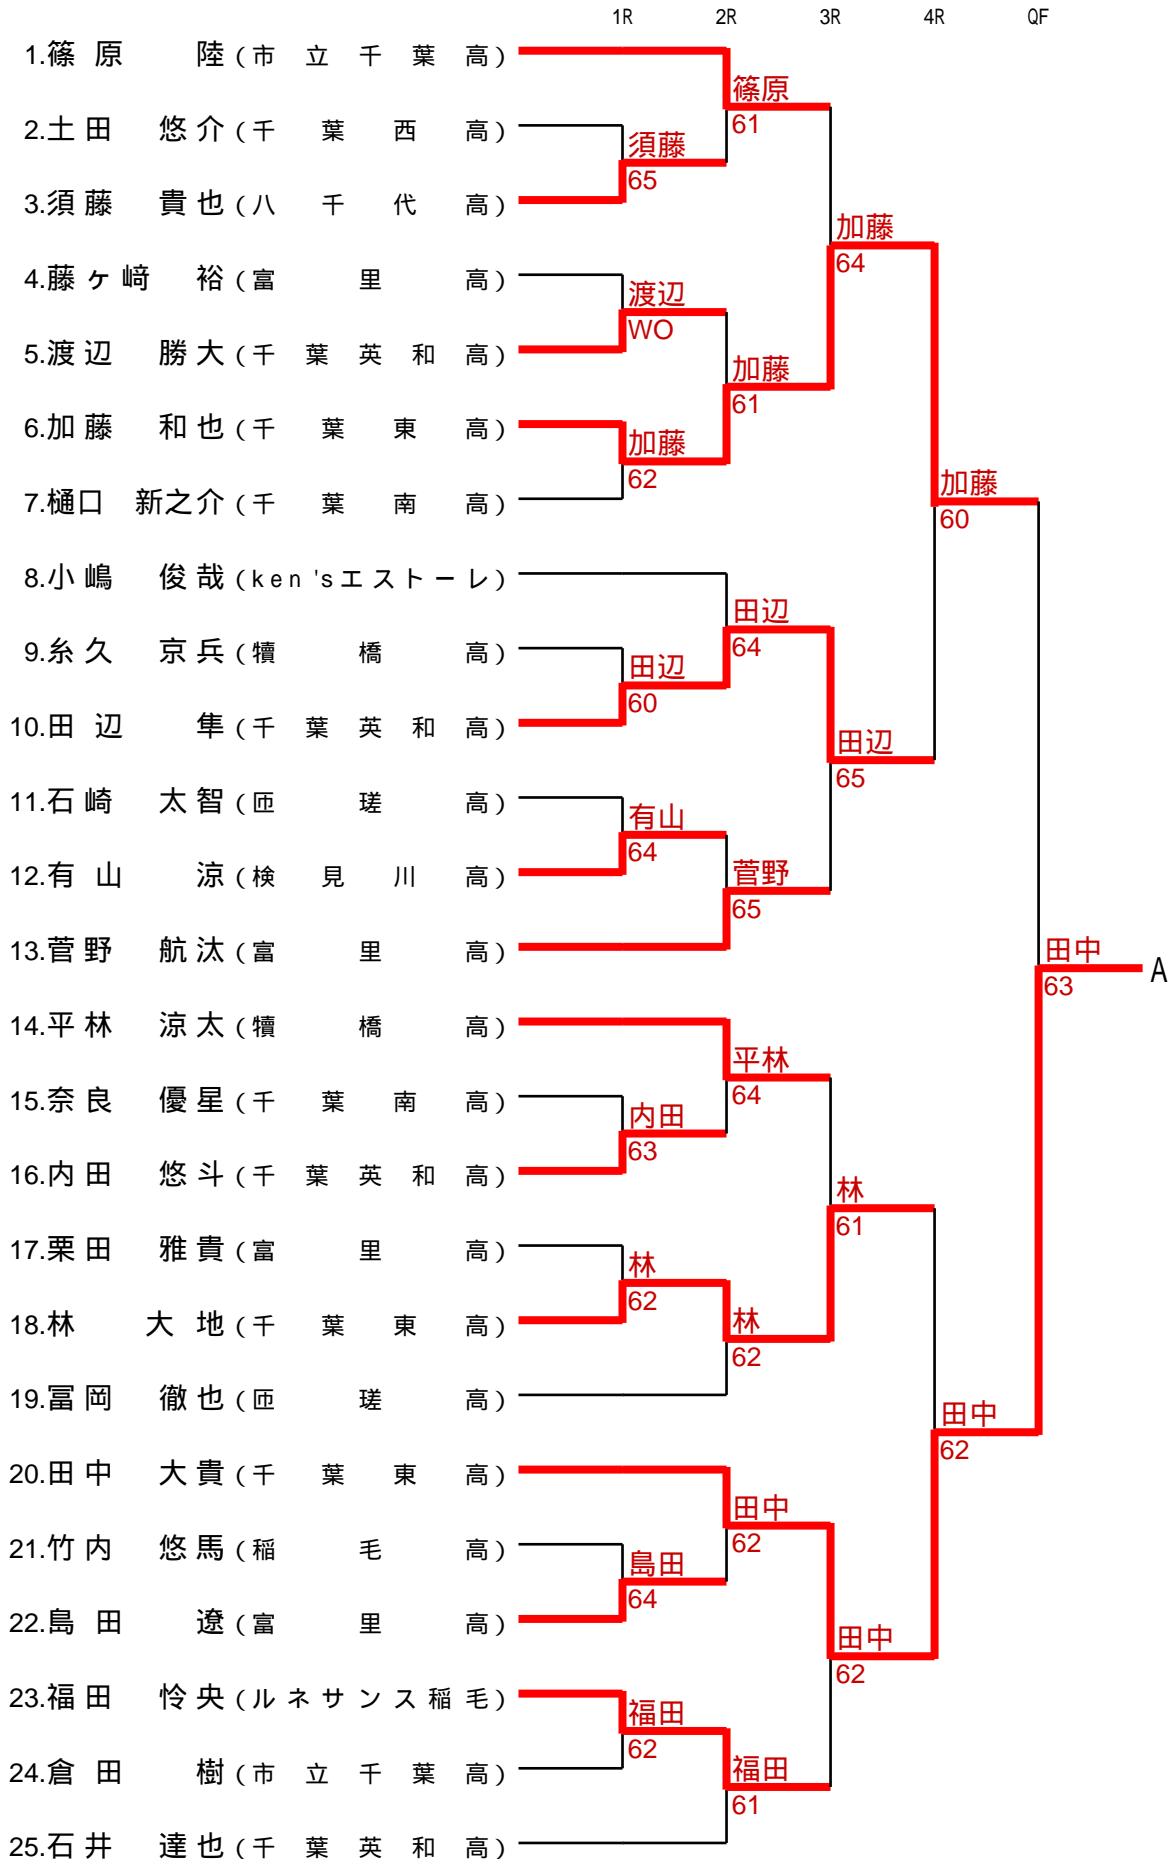 1R 2R 3R 4R QF
1.篠原 陸(市立千葉高)
篠原
61
2.土田 悠介(千葉西高)
須藤
65
3.須藤 貴也(八千代高)
加藤
64
4.藤ヶ﨑 裕(富里高)
渡辺
WO
5.渡辺 勝大(千葉英和高)
加藤
61
6.加藤 和也(千葉東高)
加藤
62
7.樋口 新之介(千葉南高)
加藤
60
8.小嶋 俊哉(ken'sエストーレ)
田辺
64
9.糸久 京兵(犢橋高)
田辺
60
10.田辺 隼(千葉英和高)
田辺
65
11.石崎 太智(匝瑳高)
有山
64
12.有山 涼(検見川高)
菅野
65
13.菅野 航汰(富里高)
田中
63
A
14.平林 涼太(犢橋高)
平林
64
15.奈良 優星(千葉南高)
内田
63
16.内田 悠斗(千葉英和高)
林
61
17.栗田 雅貴(富里高)
林
62
18.林 大地(千葉東高)
林
62
19.冨岡 徹也(匝瑳高)
田中
62
20.田中 大貴(千葉東高)
田中
62
21.竹内 悠馬(稲毛高)
島田
64
22.島田 遼(富里高)
田中
62
23.福田 怜央(ルネサンス稲毛)
福田
62
24.倉田 樹(市立千葉高)
福田
61
25.石井 達也(千葉英和高)